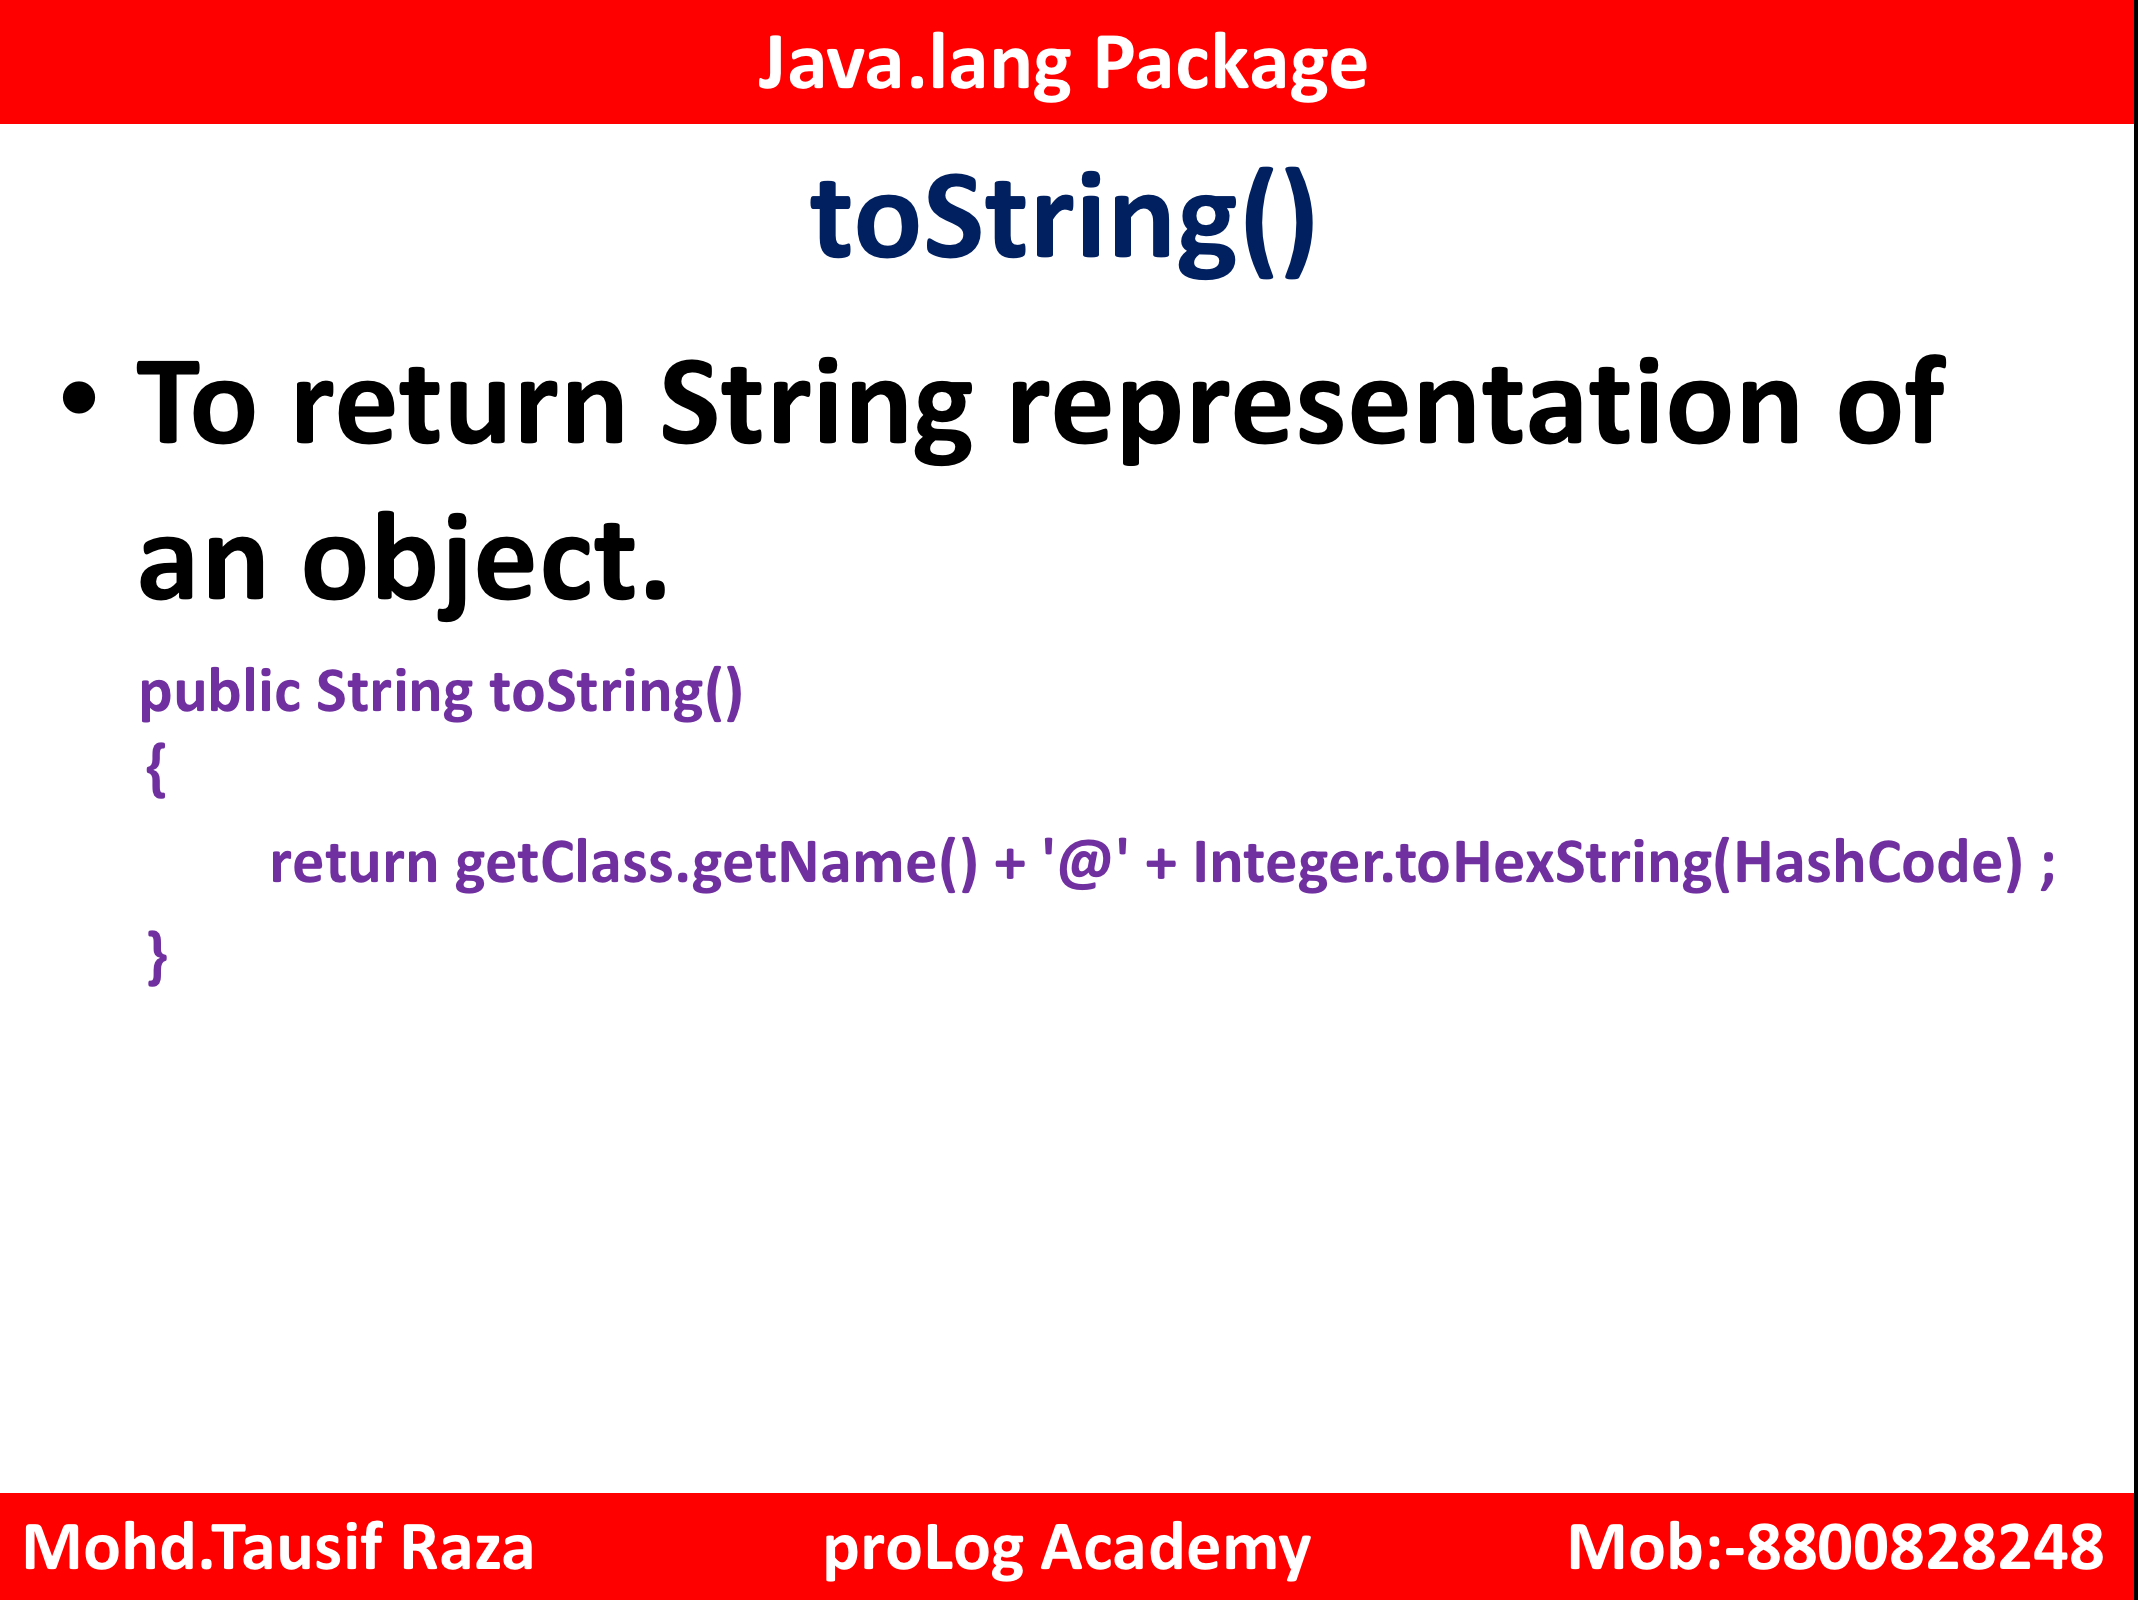 Java.lang Package
toString()
• To return String representation of
an object.
public String toString()
{
return getClass.getName() + '@' + Integer.toHexString(HashCode) ;
}
Mohd.Tausif Raza proLog Academy Mob:-8800828248